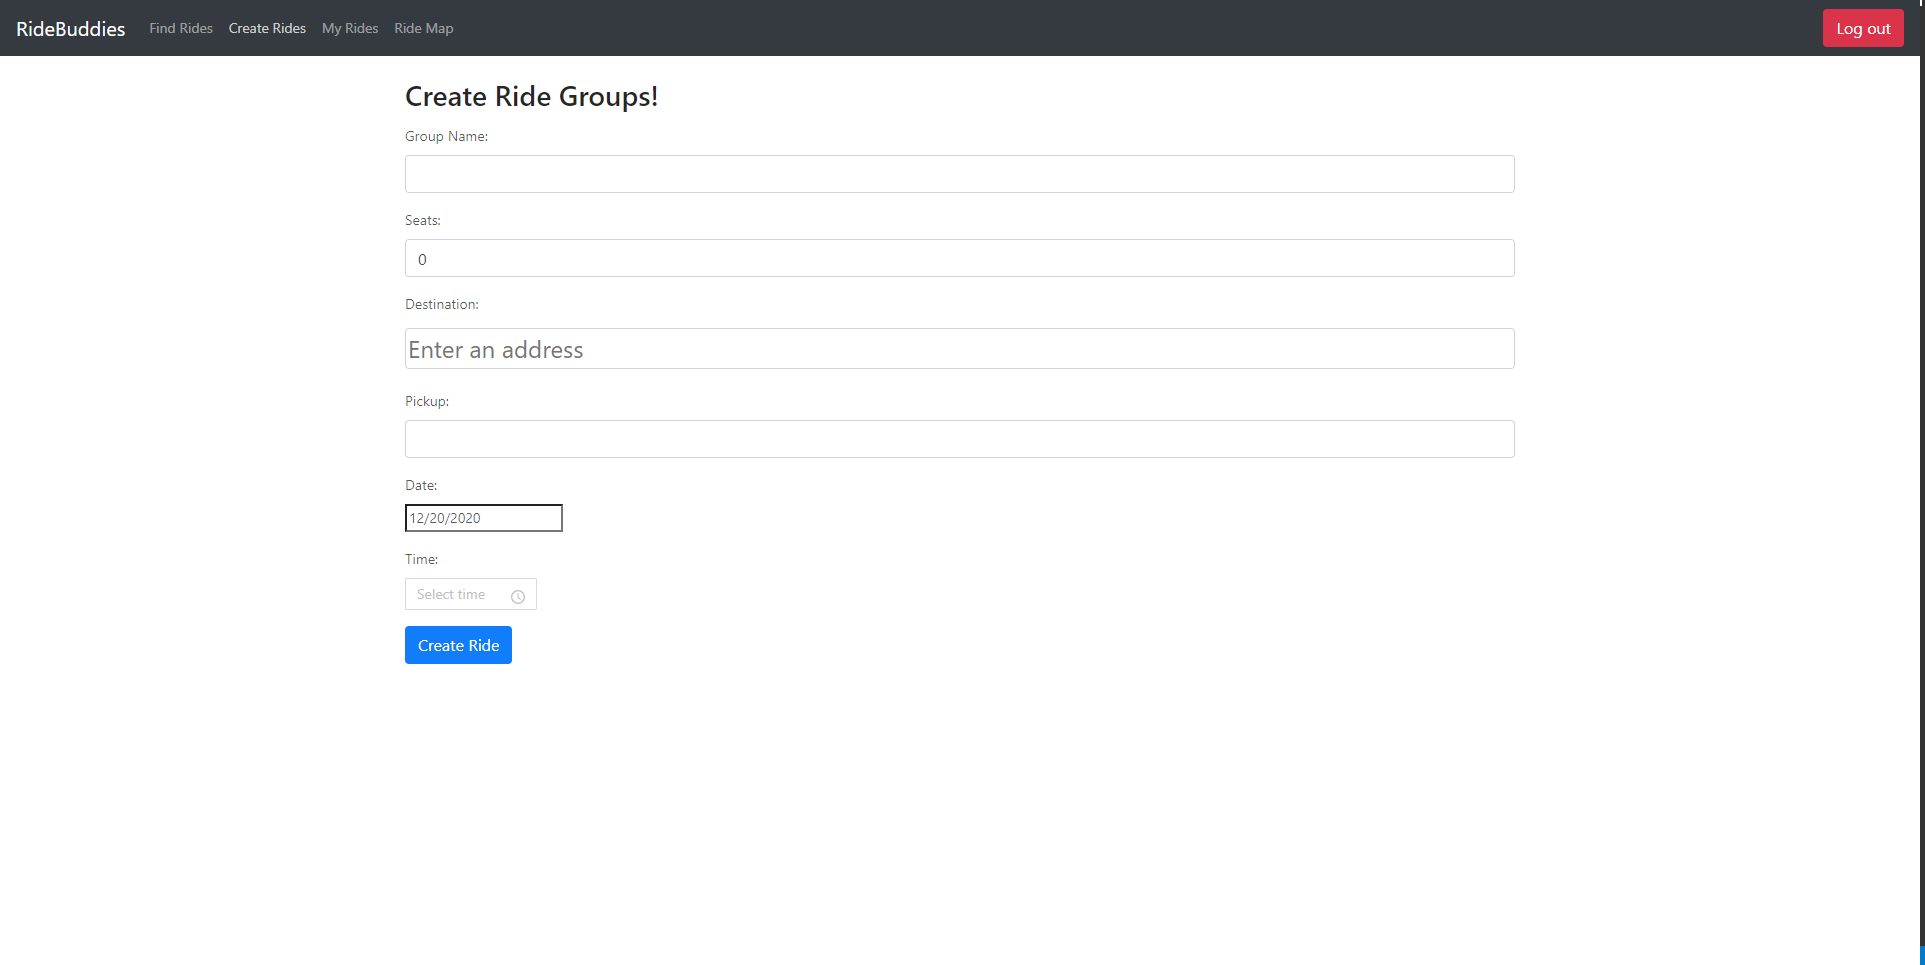 RideBuddies Find Rides Create Rides My Rides Ride Map Log out
Create Ride Groups!
Group Name:
Seats:
0
Destination:
Enter an address
Pickup:
Date:
12/20/2020
Time:
Select time
Create Ride